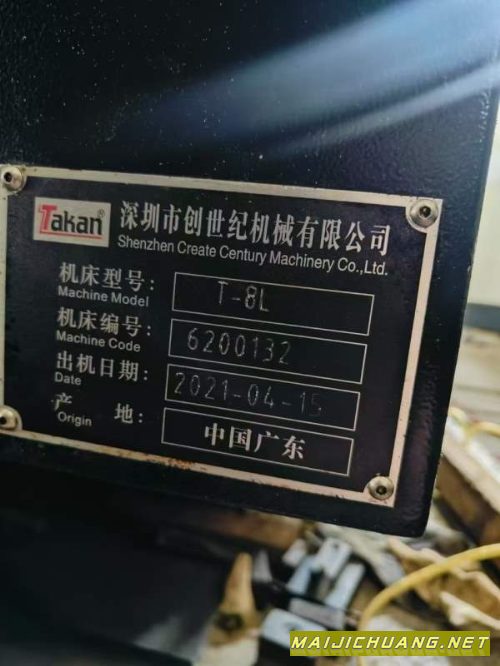 Takan® 深圳市创世纪机械有限公司
Shenzhen Create Century Machinery Co.,Ltd.
机床型号: T-8L
Machine Model
机床编号: 6200132
Machine Code
出机日期: 2021-04-15
Date
产 地: 中国广东
Origin
MAIJICHUANG.NET